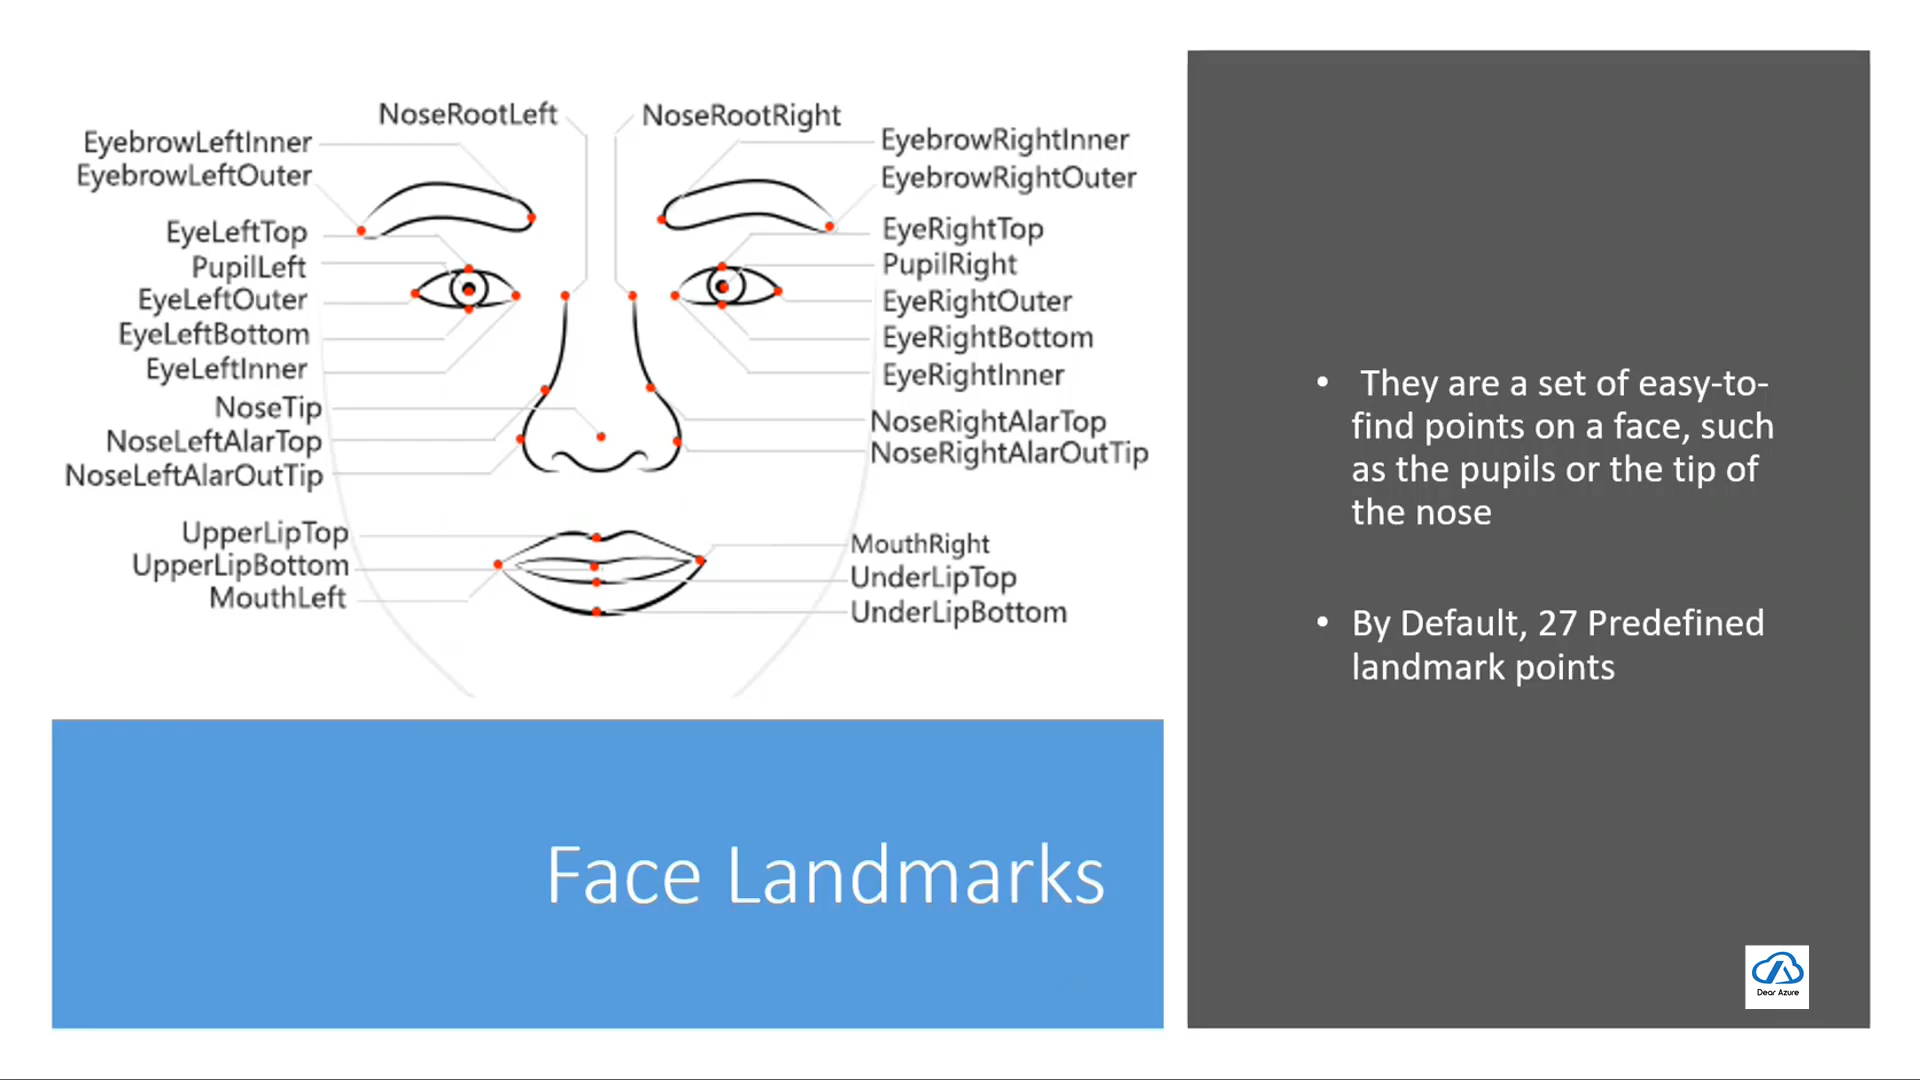 NoseRootLeft
NoseRootRight
EyebrowLeftInner
EyebrowLeftOuter
EyeLeftTop
PupilLeft
EyeLeftOuter
EyeLeftBottom
EyeLeftInner
NoseTip
NoseLeftAlarTop
NoseLeftAlarOutTip
UpperLipTop
UpperLipBottom
MouthLeft
EyebrowRightInner
EyebrowRightOuter
EyeRightTop
PupilRight
EyeRightOuter
EyeRightBottom
EyeRightInner
NoseRightAlarTop
NoseRightAlarOutTip
MouthRight
UnderLipTop
UnderLipBottom
Face Landmarks
• They are a set of easy-to-
find points on a face, such
as the pupils or the tip of
the nose
• By Default, 27 Predefined
landmark points
Dear Azure